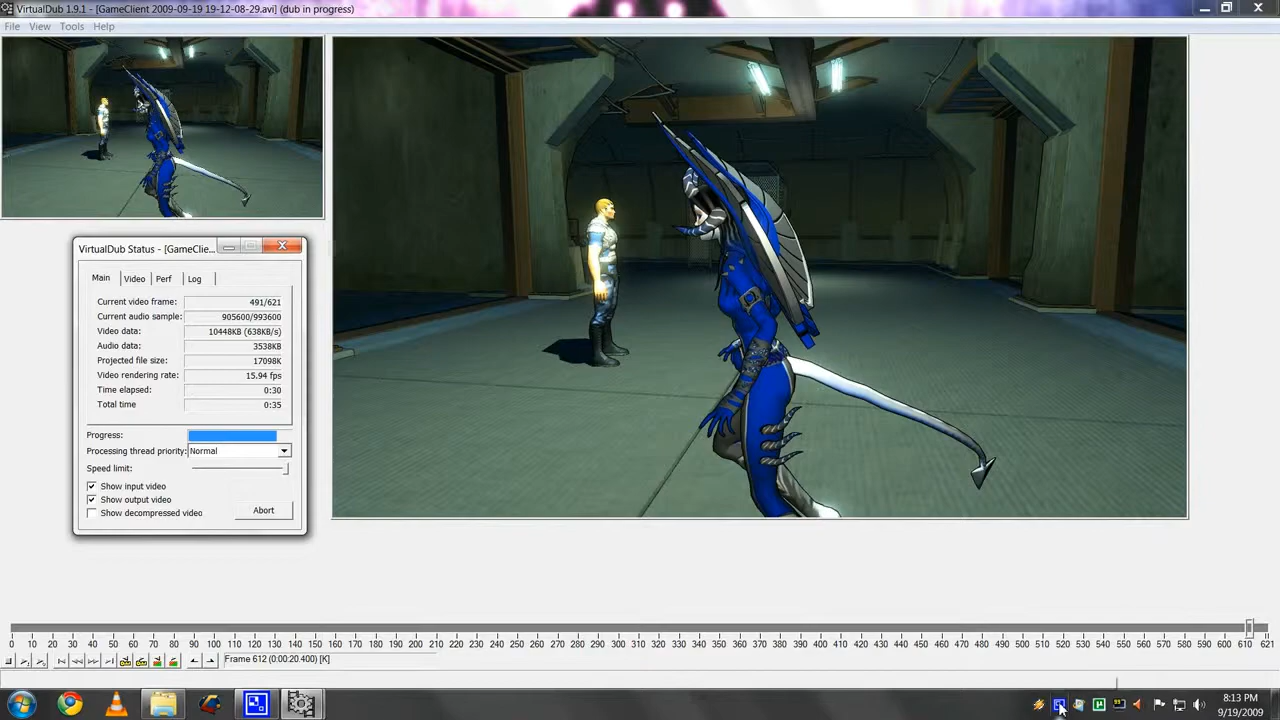 VirtualDub 1.9.1 - [GameClient 2009-09-19 19-12-08-29.avi] (dub in progress)
File View Tools Help
VirtualDub Status - [GameClie...
Main Video Perf Log
Current video frame: 491/621
Current audio sample: 905600/993600
Video data: 10448KB (638KB/s)
Audio data: 3538KB
Projected file size: 17098K
Video rendering rate: 15.94 fps
Time elapsed: 0:30
Total time 0:35
Progress:
Processing thread priority: Normal
Speed limit:
Show input video
Show output video
Show decompressed video
Abort
0 10 20 30 40 50 60 70 80 90 100 110 120 130 140 150 160 170 180 190 200 210 220 230 240 250 260 270 280 290 300 310 320 330 340 350 360 370 380 390 400 410 420 430 440 450 460 470 480 490 500 510 520 530 540 550 560 570 580 590 600 610 621
Frame 612 (0:00:20.400) [K]
8:13 PM
9/19/2009